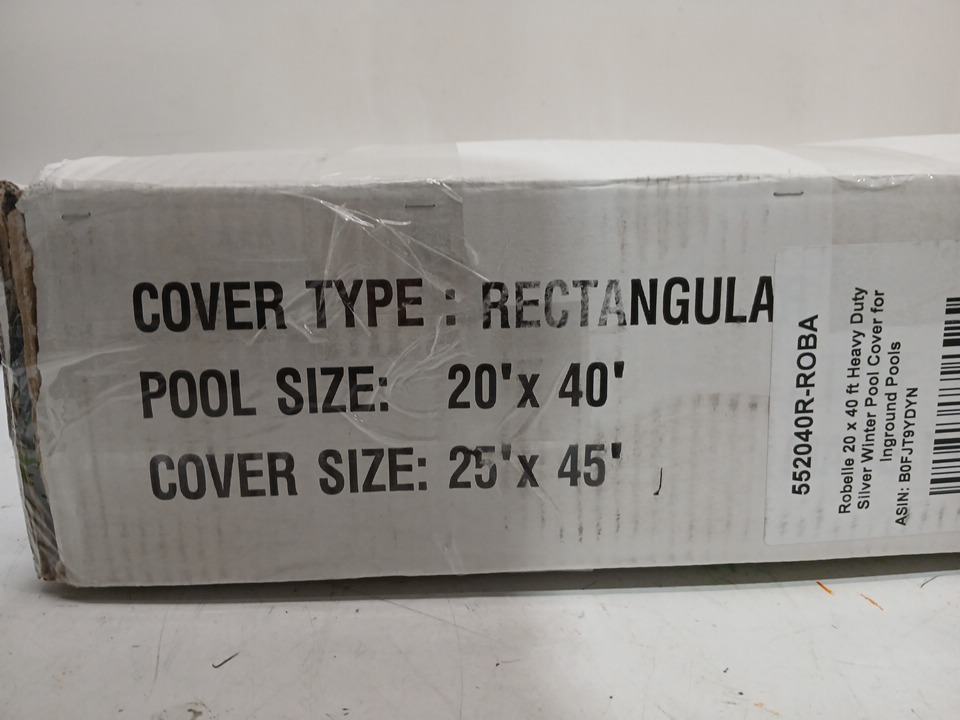 COVER TYPE : RECTANGULA
POOL SIZE: 20'x 40'
COVER SIZE: 25'x 45'
552040R-ROBA
Robelle 20 x 40 ft Heavy Duty
Silver Winter Pool Cover for
Inground Pools
ASIN: B0FJT9YDYN